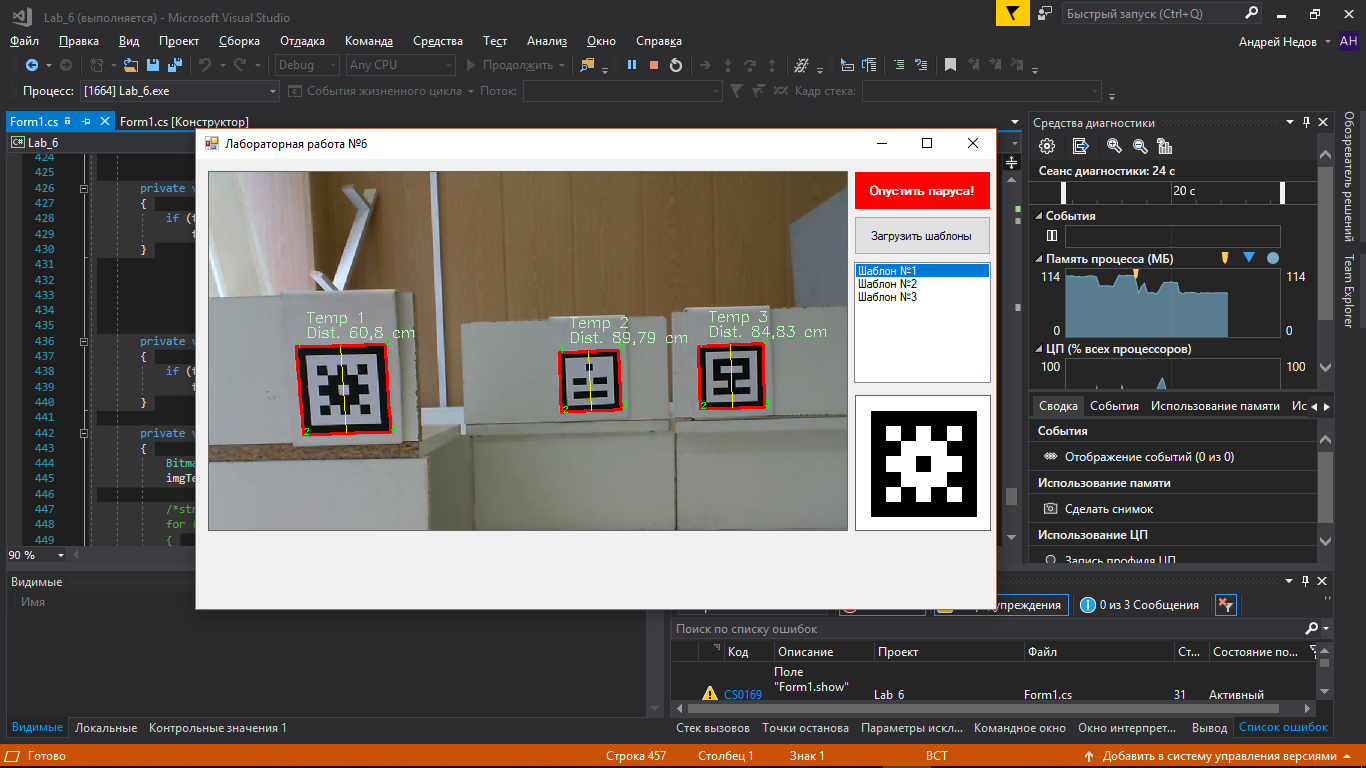 Lab_6 (выполняется) - Microsoft Visual Studio
Быстрый запуск (Ctrl+Q)
Файл Правка Вид Проект Сборка Отладка Команда Средства Тест Анализ Окно Справка
Андрей Недов АН
Debug Any CPU Продолжить
Процесс: [1664] Lab_6.exe События жизненного цикла Поток: Кадр стека:
Form1.cs Form1.cs [Конструктор]
C# Lab_6
Лабораторная работа №6
Опустить паруса!
Загрузить шаблоны
Шаблон №1
Шаблон №2
Шаблон №3
Temp 1
Dist. 60,8 cm
Temp 2
Dist. 89,79 cm
Temp 3
Dist. 84,83 cm
424
425
426 private v
427 {
428 if (t
429 t
430 }
431
432
433
434
435
436 private v
437 {
438 if (t
439 t
440 }
441
442 private v
443 {
444 Bitma
445 imgTe
446
447 /*str
448 for (
449 {
90 %
Средства диагностики
Сеанс диагностики: 24 с
20 с
События
Память процесса (МБ)
114 114
0 0
ЦП (% всех процессоров)
100 100
Сводка События Использование памяти Ис
События
Отображение событий (0 из 0)
Использование памяти
Сделать снимок
Использование ЦП
Запись профиля ЦП
Обозреватель решений
Team Explorer
Видимые
Имя
Видимые Локальные Контрольные значения 1
упреждения
0 из 3 Сообщения
Поиск по списку ошибок
Код Описание Проект Файл Ст... Состояние по...
CS0169 Поле "Form1.show" Lab_6 Form1.cs 31 Активный
Стек вызовов Точки останова Параметры искл... Командное окно Окно интерпрет... Вывод Список ошибок
Готово Строка 457 Столбец 1 Знак 1 ВСТ Добавить в систему управления версиями